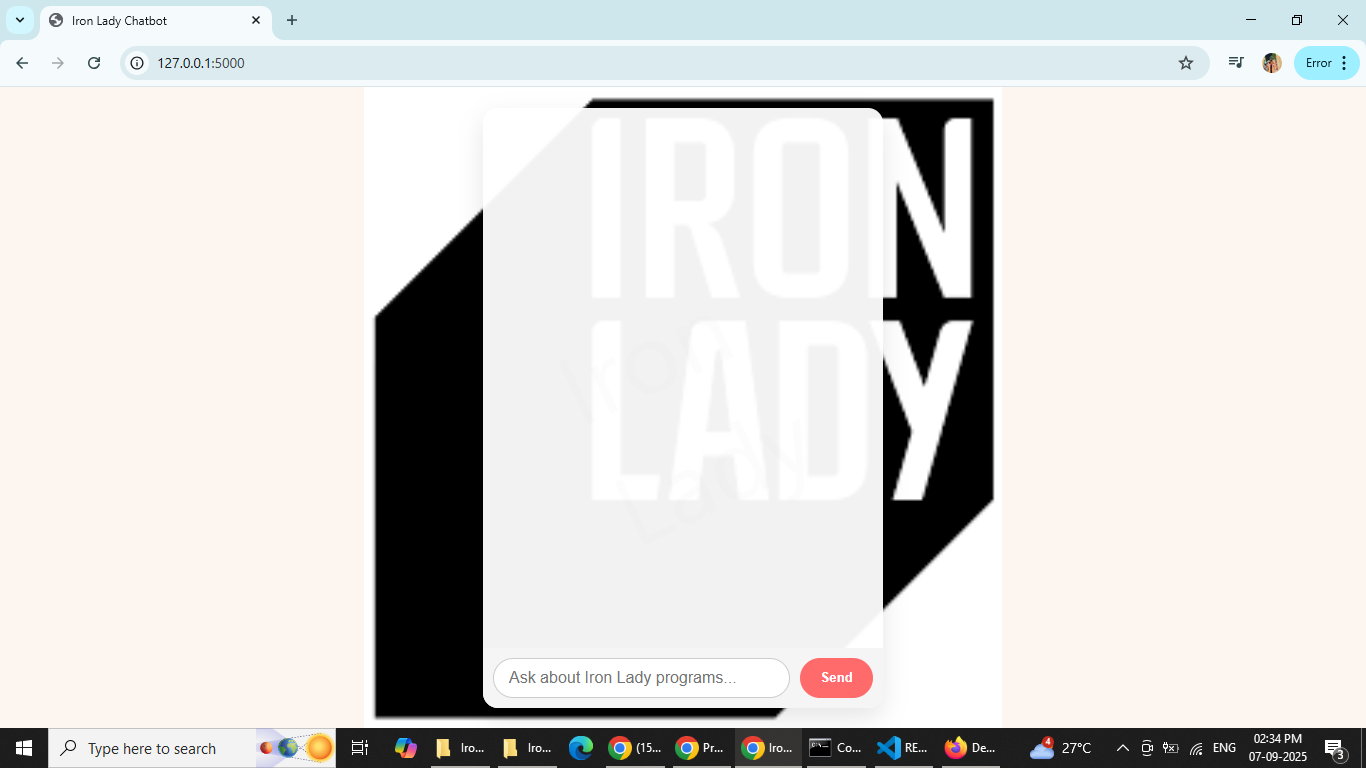 Iron Lady Chatbot
127.0.0.1:5000
Error
IRON
LADY
Iron
Lady
Ask about Iron Lady programs...
Send
Type here to search
Iro...
Iro...
(15...
Pr...
Iro...
Co...
RE...
De...
4
27°C
ENG
02:34 PM
07-09-2025
3